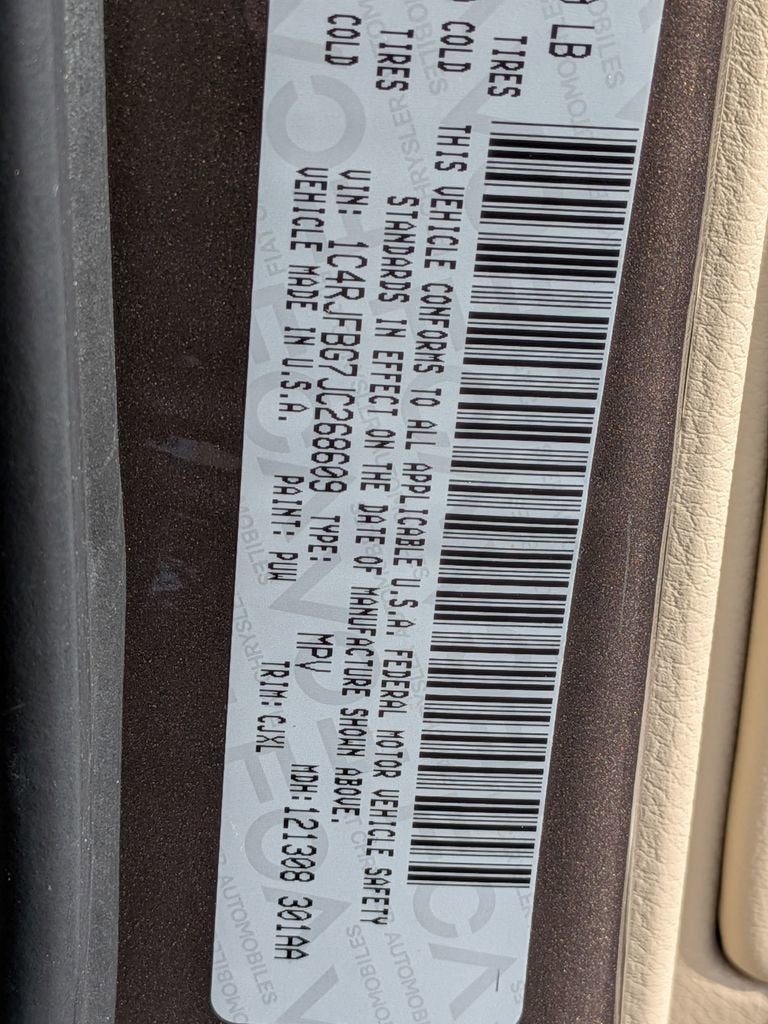 LB
TIRES COLD
TIRES COLD
THIS VEHICLE CONFORMS TO ALL APPLICABLE U.S.A. FEDERAL MOTOR VEHICLE SAFETY
STANDARDS IN EFFECT ON THE DATE OF MANUFACTURE SHOWN ABOVE.
VIN: 1C4RJFBG7JC268609 TYPE: MPV MDH: 121308 301AA
VEHICLE MADE IN U.S.A. PAINT: PUW TRIM: CJXL